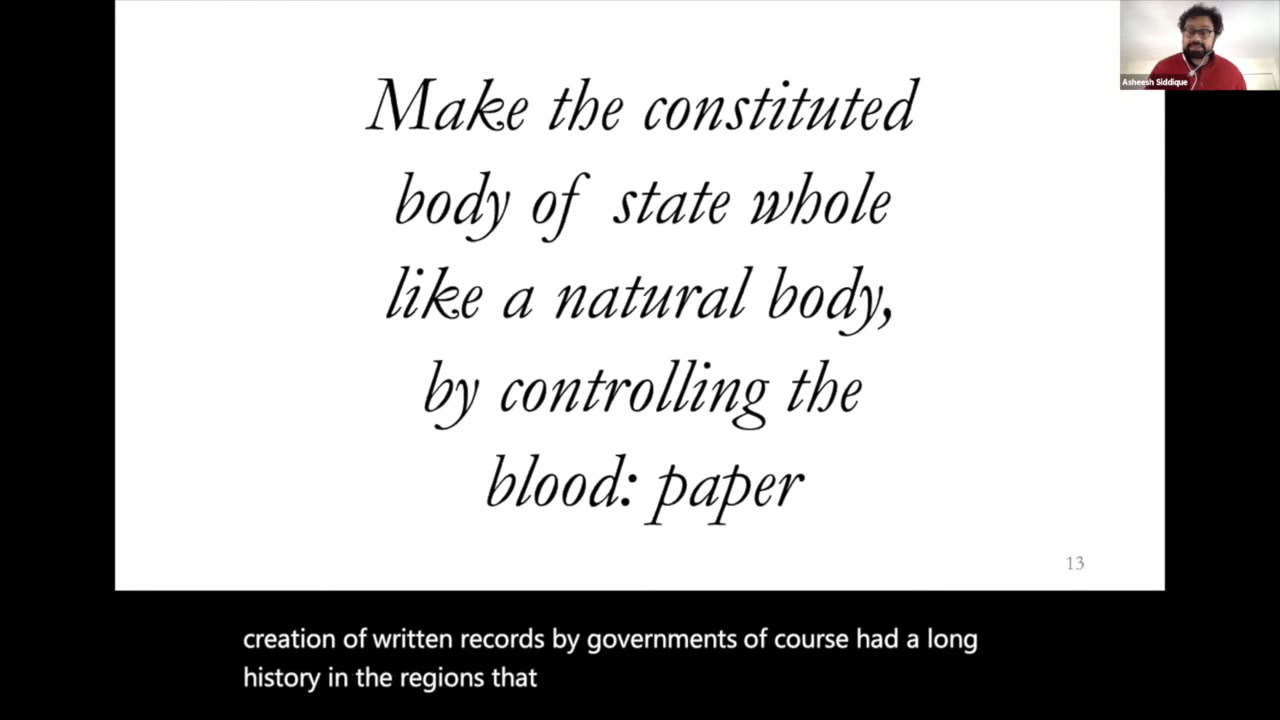 Make the constituted
body of state whole
like a natural body,
by controlling the
blood: paper
13
Asheesh Siddique
creation of written records by governments of course had a long
history in the regions that